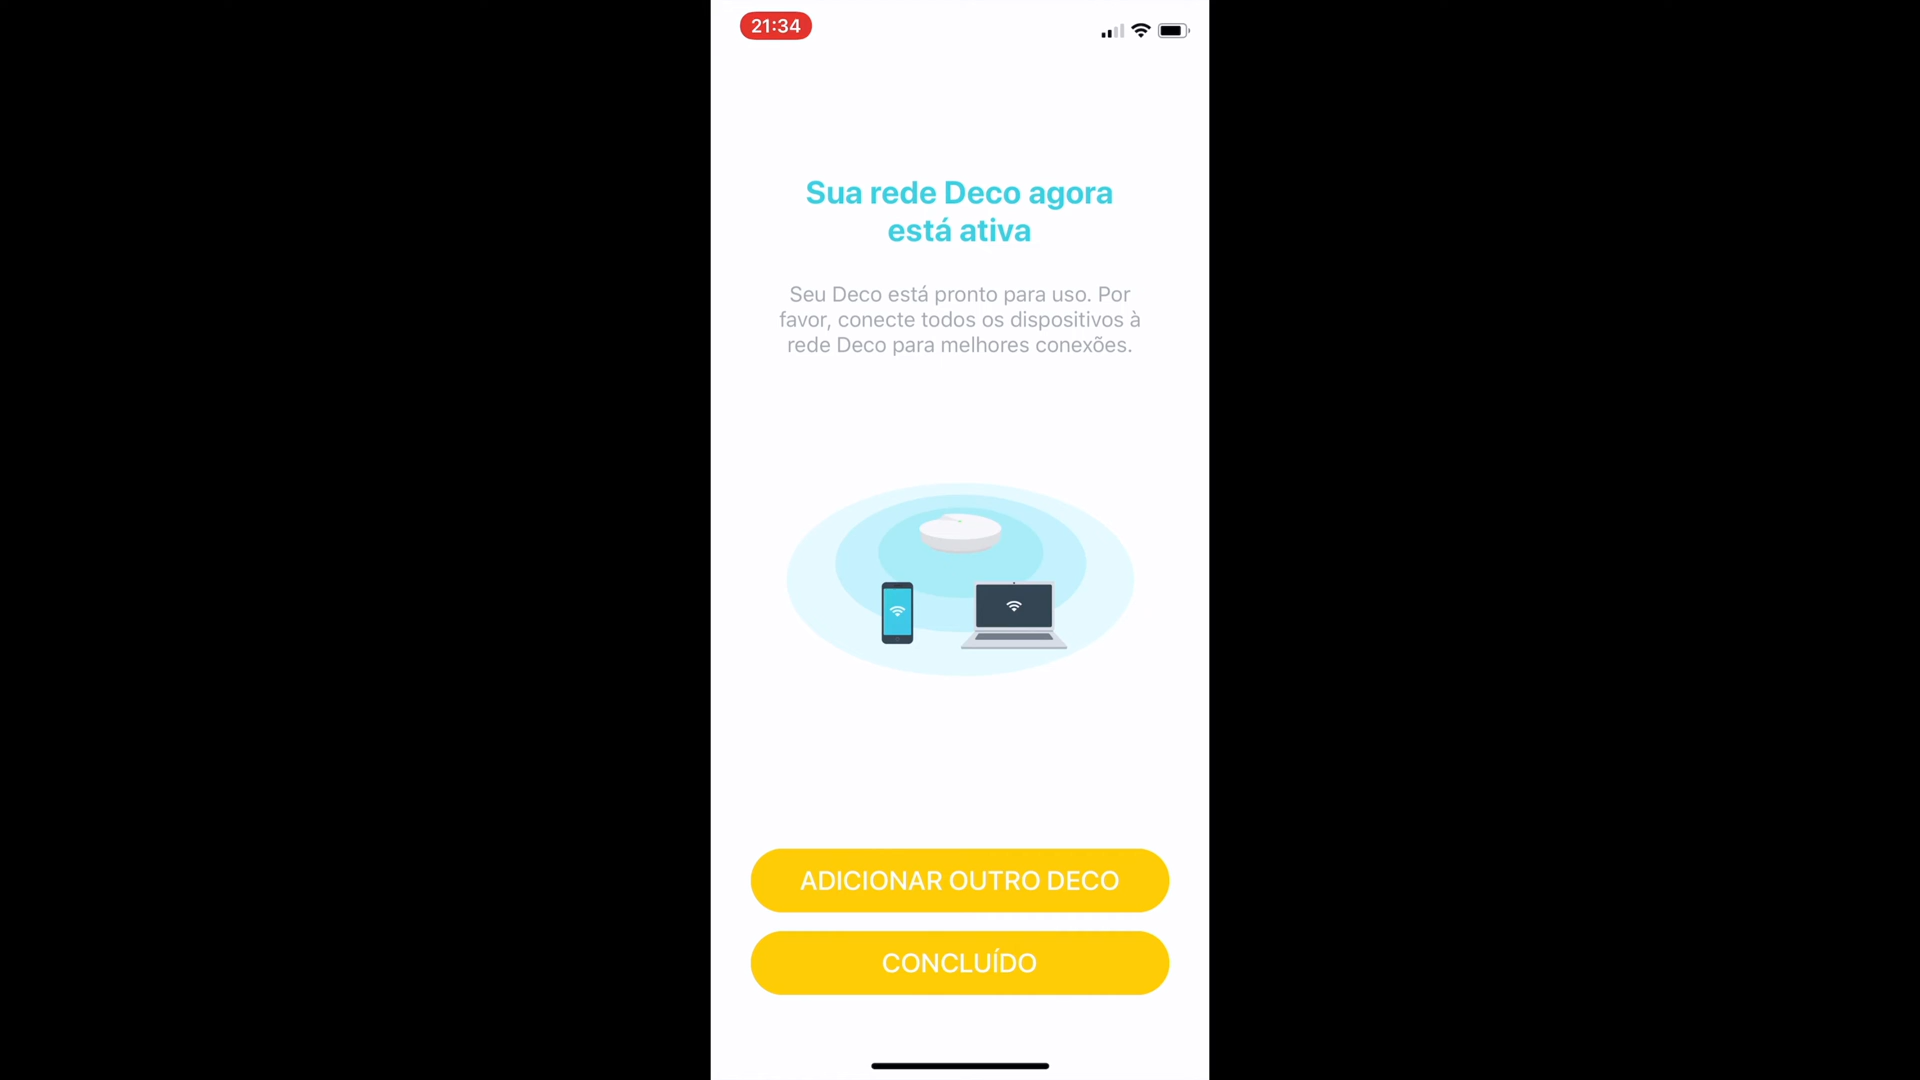 21:34
Sua rede Deco agora
está ativa
Seu Deco está pronto para uso. Por
favor, conecte todos os dispositivos à
rede Deco para melhores conexões.
ADICIONAR OUTRO DECO
CONCLUÍDO